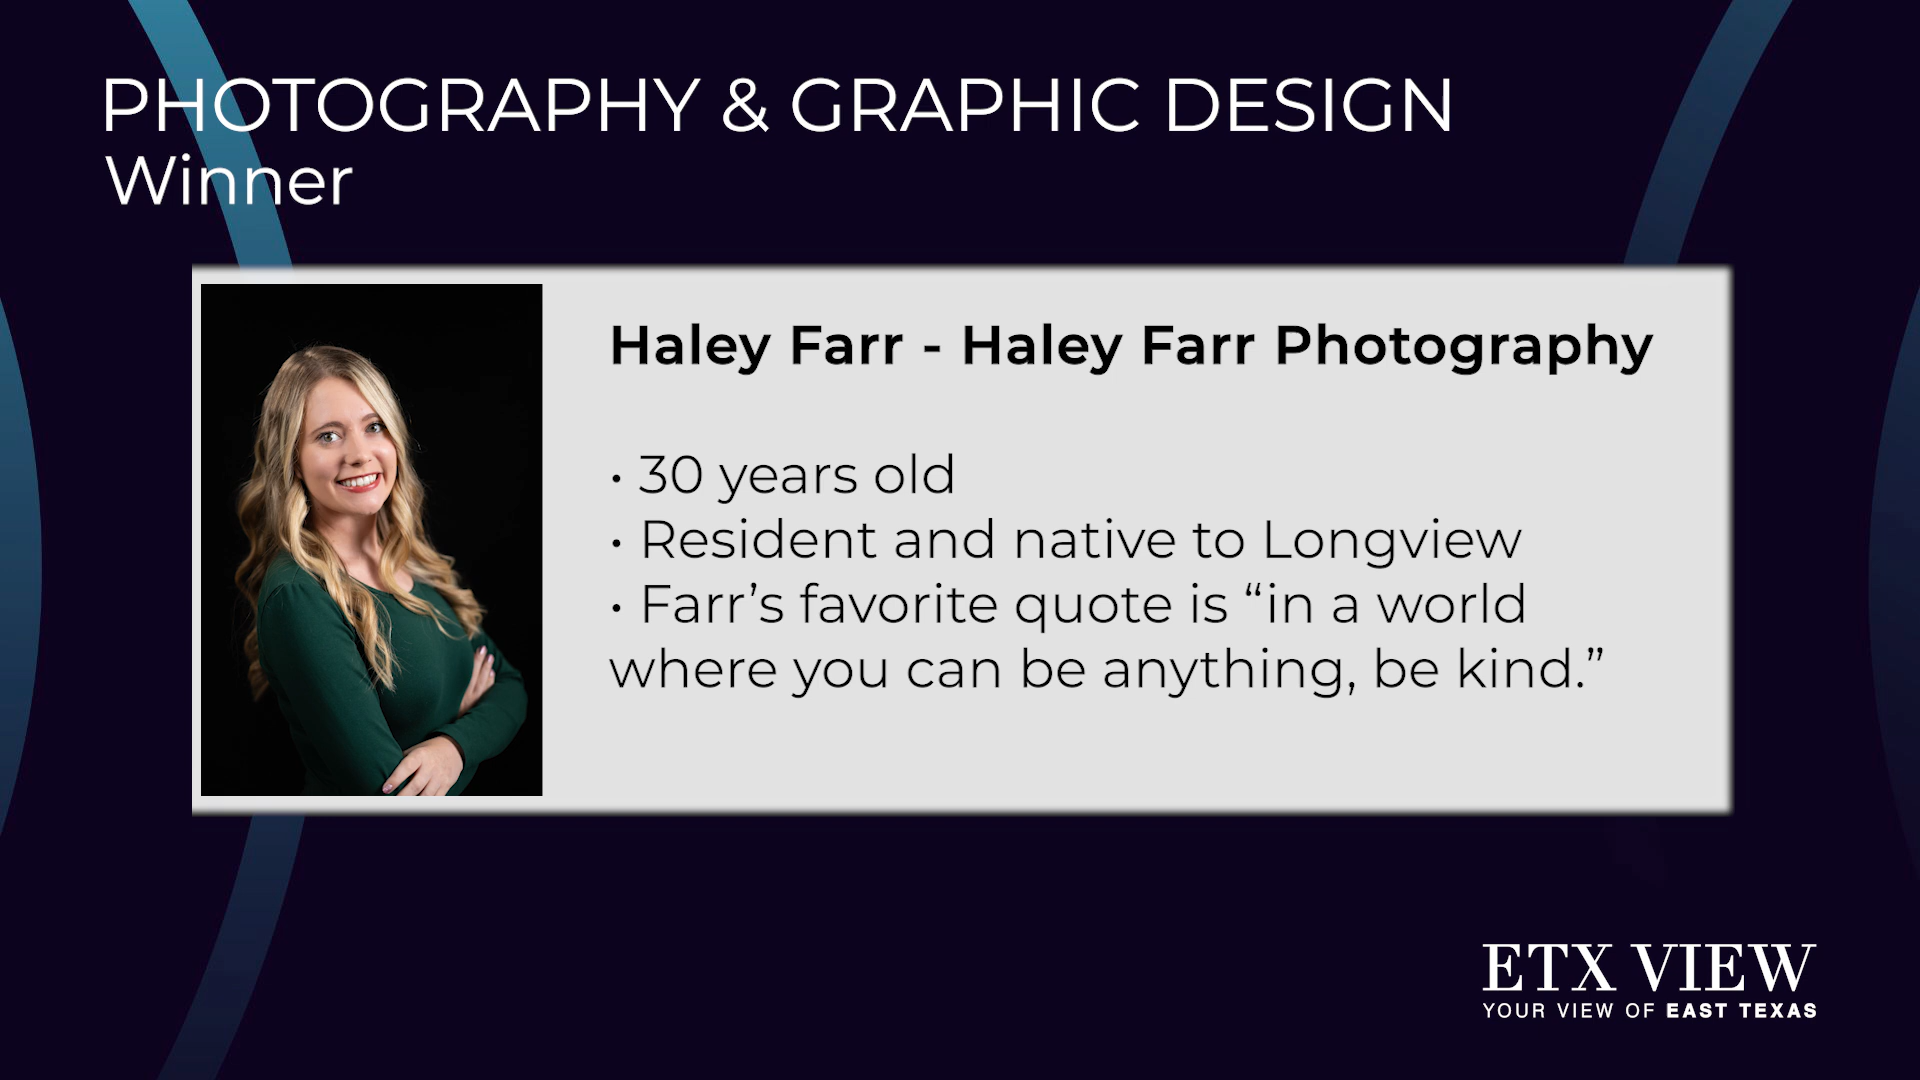 PHOTOGRAPHY & GRAPHIC DESIGN
Winner
Haley Farr - Haley Farr Photography
• 30 years old
• Resident and native to Longview
• Farr’s favorite quote is “in a world
where you can be anything, be kind.”
ETX VIEW
YOUR VIEW OF EAST TEXAS